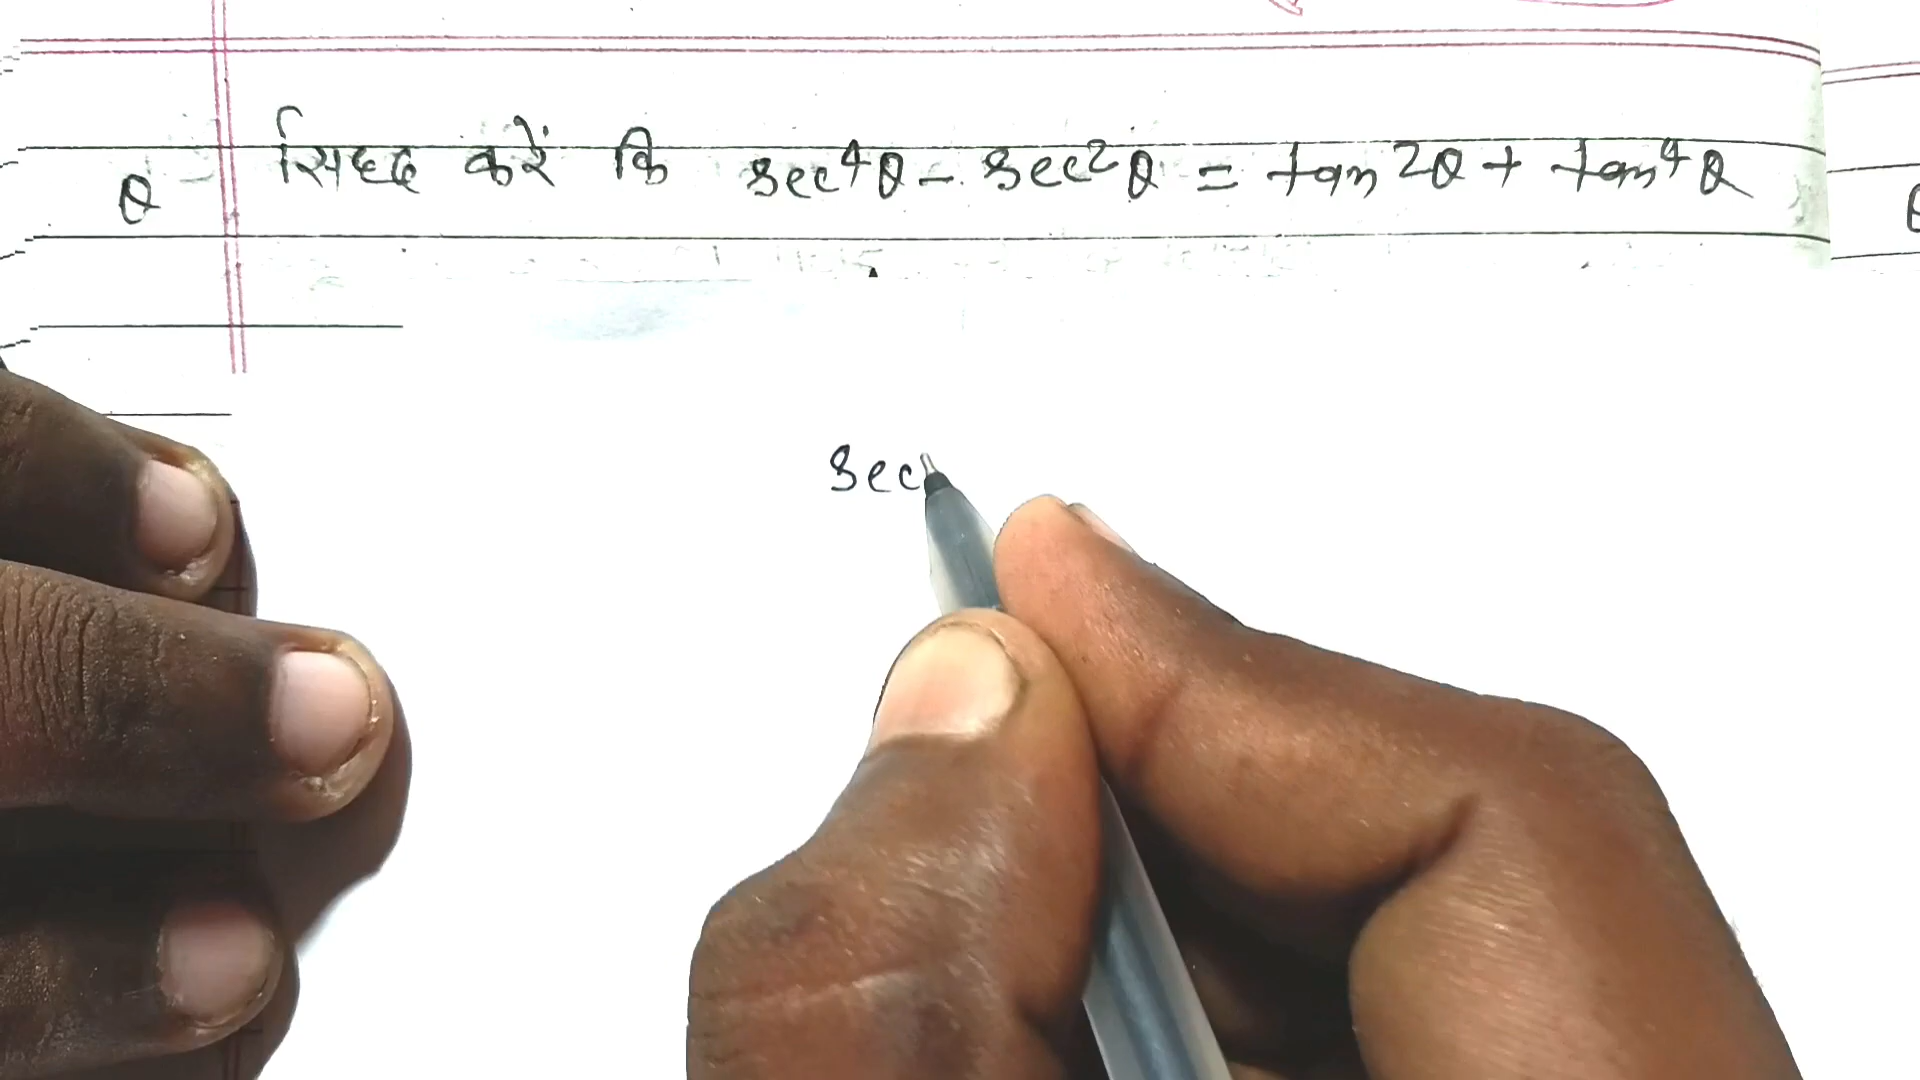 Q सिद्द करें कि sec⁴θ - sec²θ = tan²θ + tan⁴θ
sec